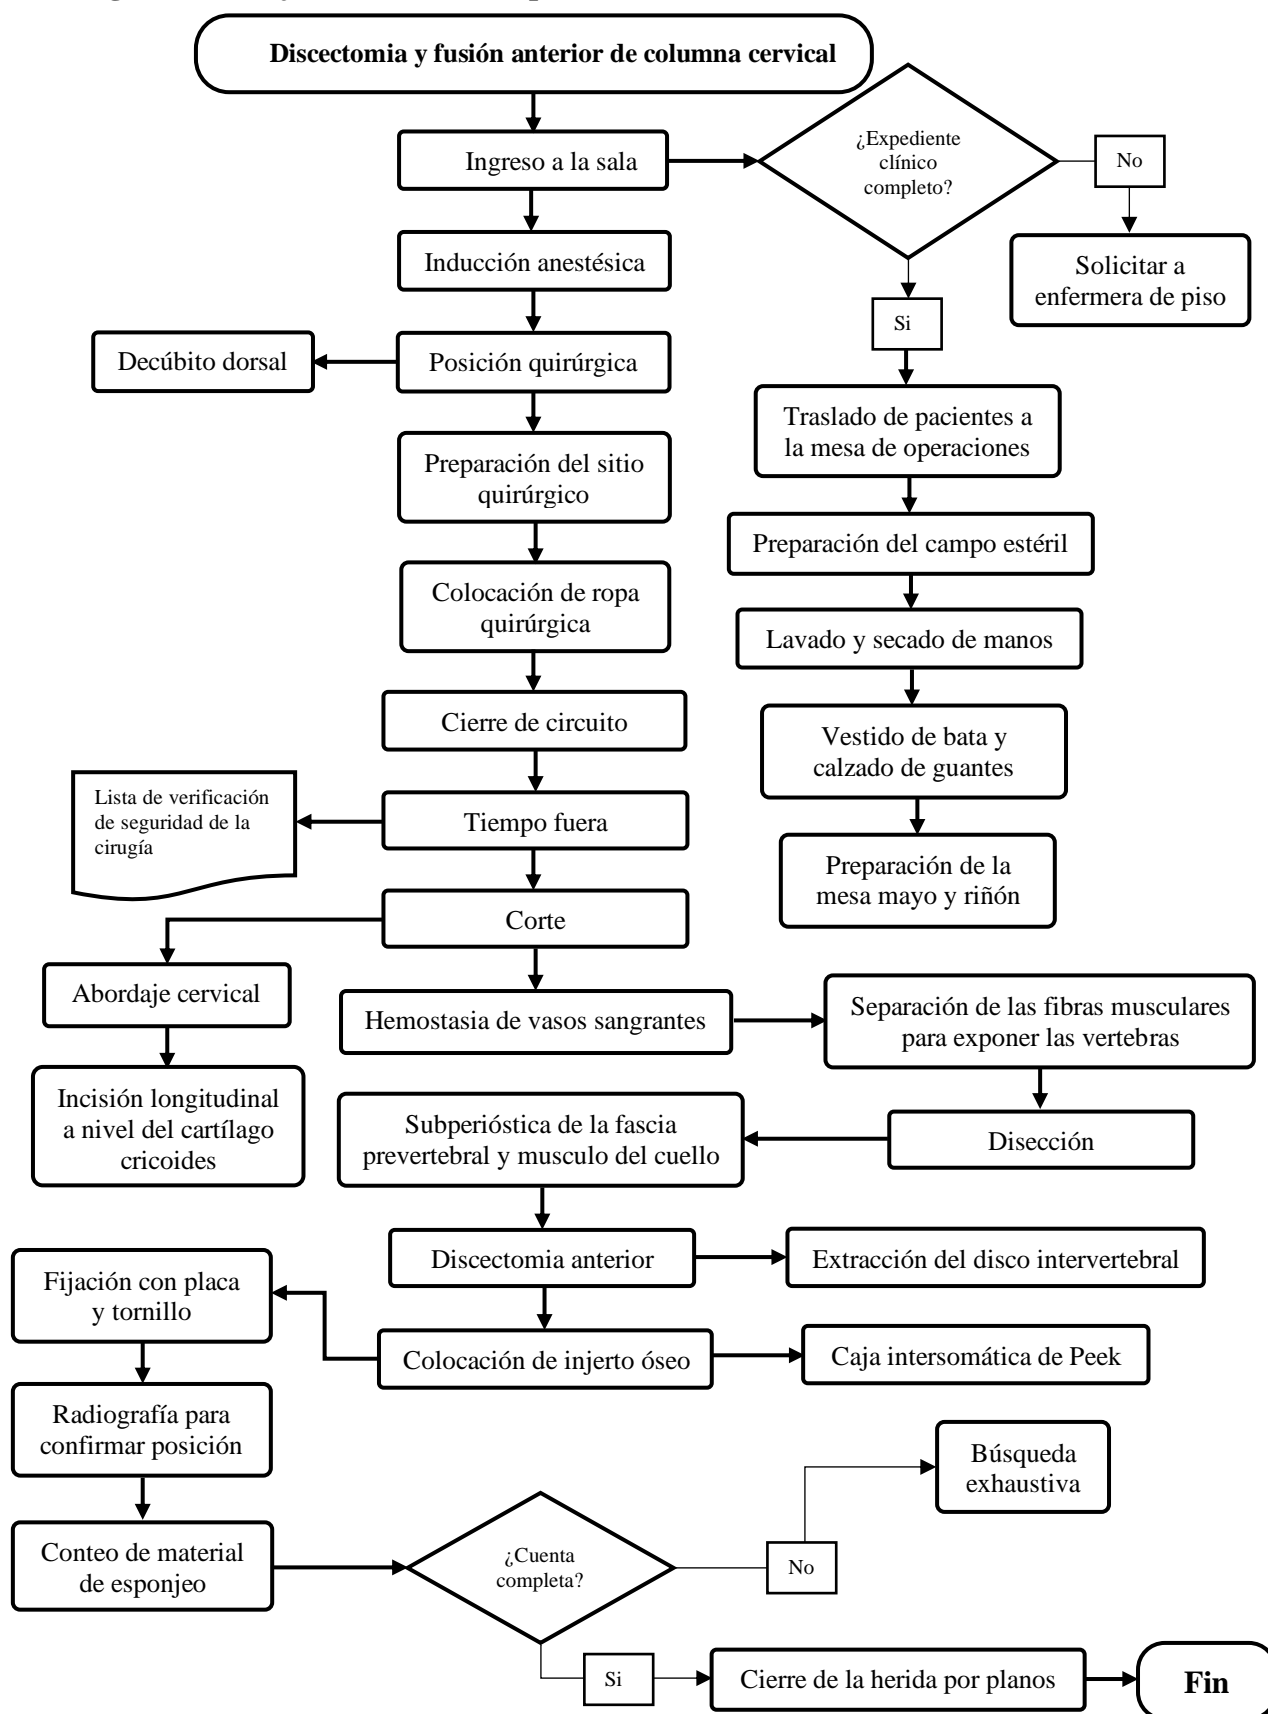 Discectomia y fusión anterior de columna cervical
Ingreso a la sala
¿Expediente
clínico
completo?
No
Solicitar a
enfermera de piso
Si
Inducción anestésica
Posición quirúrgica
Decúbito dorsal
Traslado de pacientes a
la mesa de operaciones
Preparación del sitio
quirúrgico
Preparación del campo estéril
Colocación de ropa
quirúrgica
Lavado y secado de manos
Cierre de circuito
Vestido de bata y
calzado de guantes
Lista de verificación
de seguridad de la
cirugía
Tiempo fuera
Preparación de la
mesa mayo y riñón
Corte
Abordaje cervical
Hemostasia de vasos sangrantes
Separación de las fibras musculares
para exponer las vertebras
Incisión longitudinal
a nivel del cartílago
cricoides
Subperióstica de la fascia
prevertebral y musculo del cuello
Disección
Discectomia anterior
Extracción del disco intervertebral
Fijación con placa
y tornillo
Colocación de injerto óseo
Caja intersomática de Peek
Radiografía para
confirmar posición
Búsqueda
exhaustiva
Conteo de material
de esponjeo
¿Cuenta
completa?
No
Si
Cierre de la herida por planos
Fin